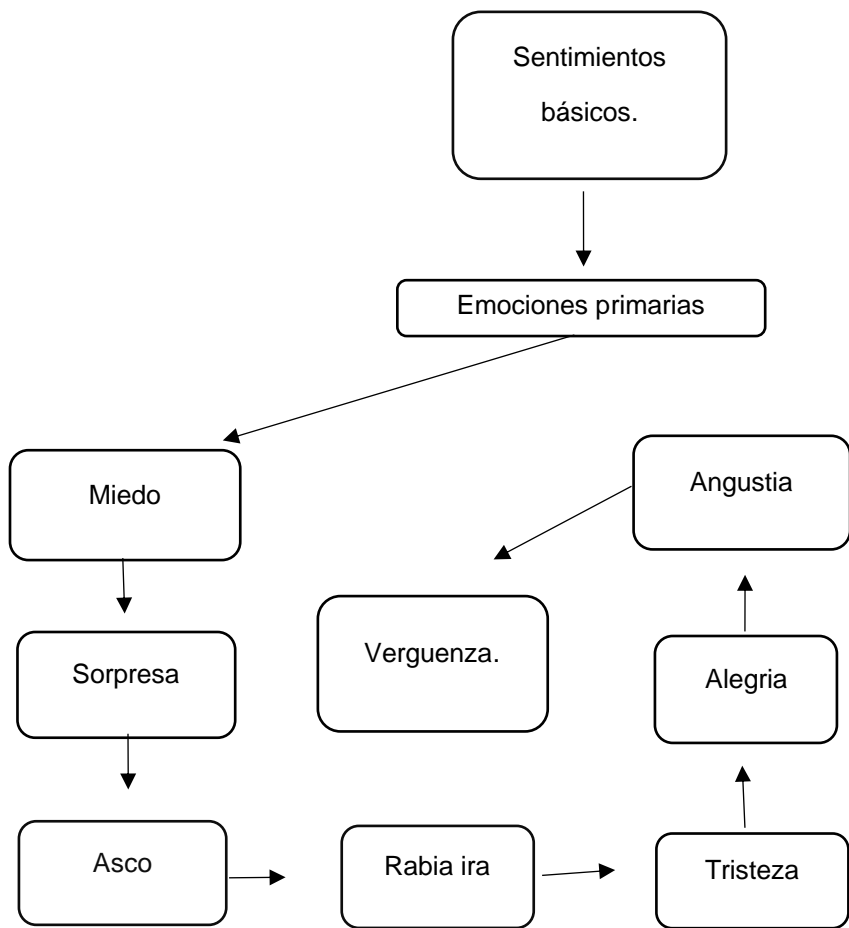 Sentimientos
básicos.
Emociones primarias
Miedo
Sorpresa
Asco
Rabia ira
Tristeza
Alegria
Angustia
Verguenza.